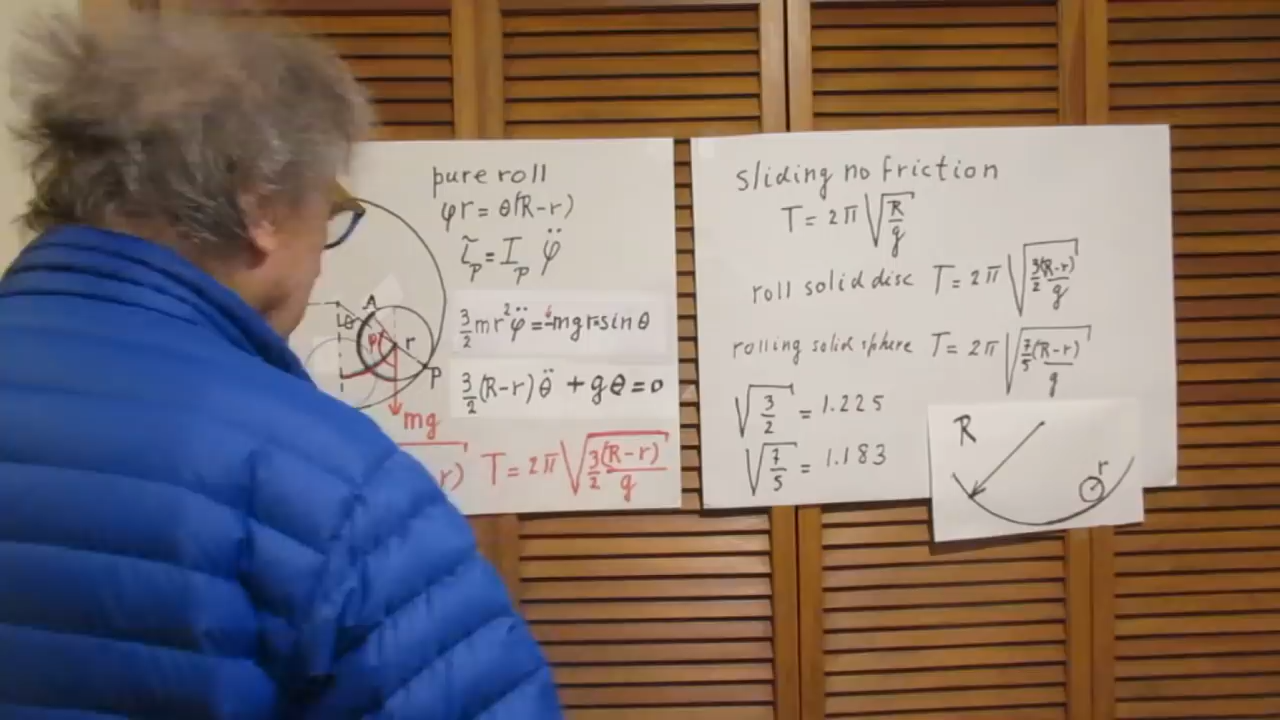 pure roll
φr = θ(R-r)
τ_p = I_p φ̈
3/2 mr²φ̈ = -mgr sin θ
3/2 (R-r) θ̈ + gθ = 0
A
θ
φ
r
P
mg
r) T = 2π √(3/2 (R-r)/g)
sliding no friction
T = 2π √(R/g)
roll solid disc T = 2π √(3/2 (R-r)/g)
rolling solid sphere T = 2π √(7/5 (R-r)/g)
√(3/2) = 1.225
√(7/5) = 1.183
R
r